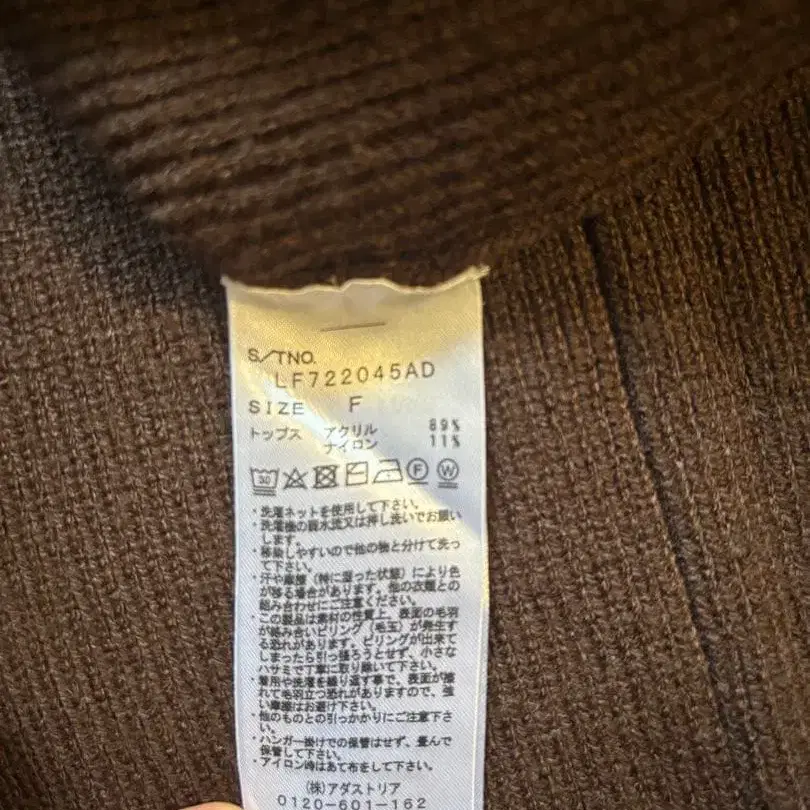 S/TNO.
LF722045AD
SIZE F
トップス アクリル 89%
ナイロン 11%
30
F W
・洗濯ネットを使用して下さい。
・洗濯機の弱水流又は押し洗いでお願い
します。
・移染しやすいので他の物と分けて洗っ
て下さい。
・汗や摩擦(特に湿った状態)により色
が移る場合があります。他の衣類との
組み合わせにご注意ください。
・この製品は素材の性質上、表面の毛羽
が絡み合いピリング(毛玉)が発生す
る恐れがあります。ピリングが出来て
しまったら引っ張ろうとせず、小さな
ハサミで丁寧に取り除いて下さい。
・着用や洗濯を繰り返す事で、表面が擦
れて毛羽立つ恐れがありますので、強
い摩擦はお避け下さい。
・他のものとの引っかかりにご注意下さ
い。
・ハンガー掛けでの保管はせず、畳んで
保管して下さい。
・アイロン時はあて布をして下さい。
(株)アダストリア
0120-601-162